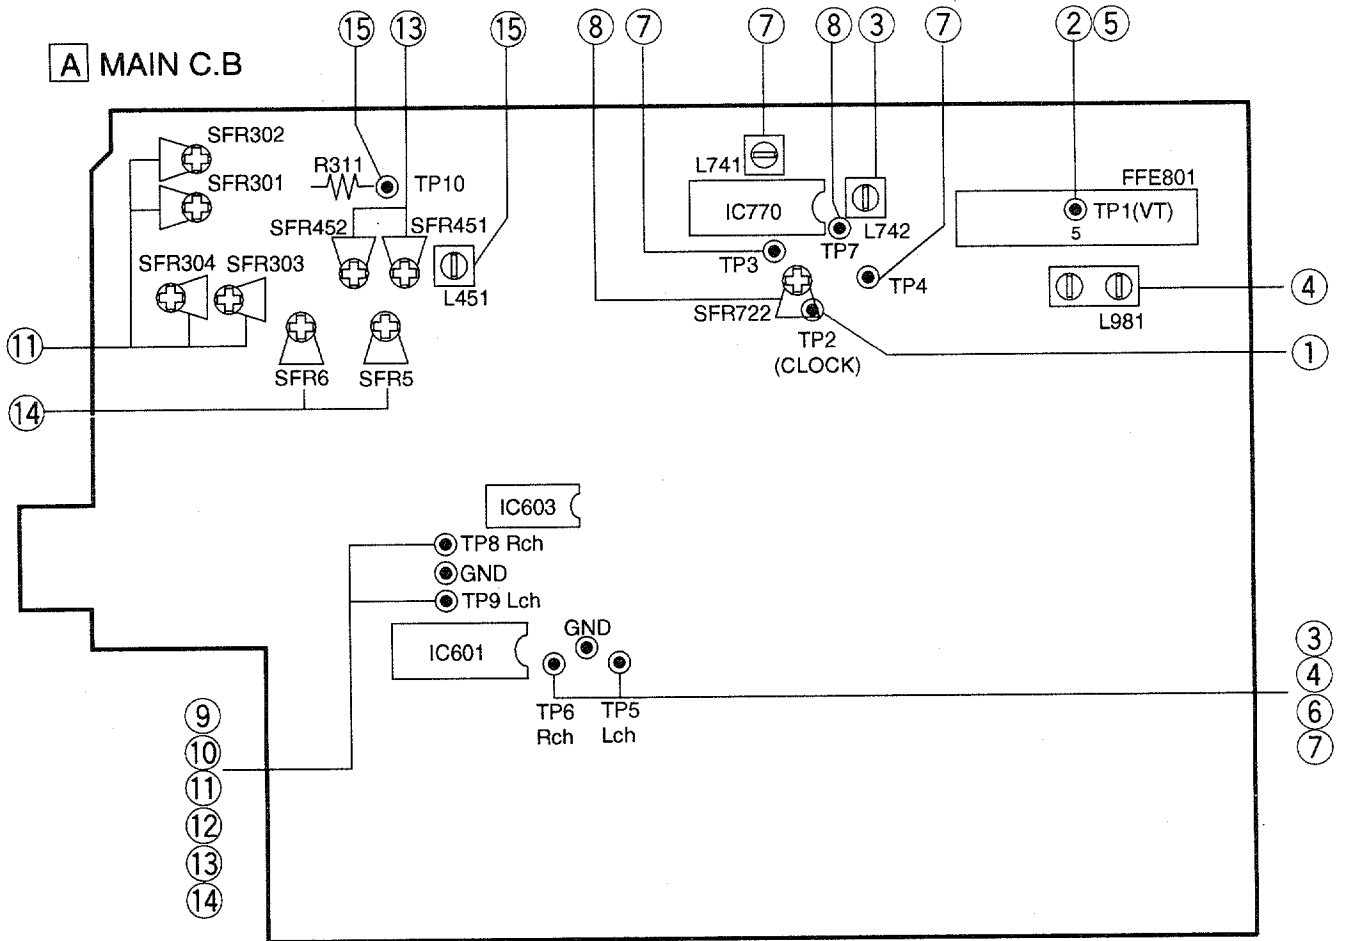 ⑮ ⑬ ⑮ ⑧ ⑦ ⑦ ⑧ ③ ⑦ ② ⑤
A MAIN C.B
SFR302
SFR301
R311
TP10
L741
IC770
L742
TP7
FFE801
TP1(VT)
5
SFR452
SFR451
L451
TP3
TP4
SFR304
SFR303
SFR722
TP2
(CLOCK)
L981
④
①
⑪
SFR6
SFR5
⑭
IC603
TP8 Rch
GND
TP9 Lch
IC601
GND
TP6
Rch
TP5
Lch
③
④
⑥
⑦
⑨
⑩
⑪
⑫
⑬
⑭